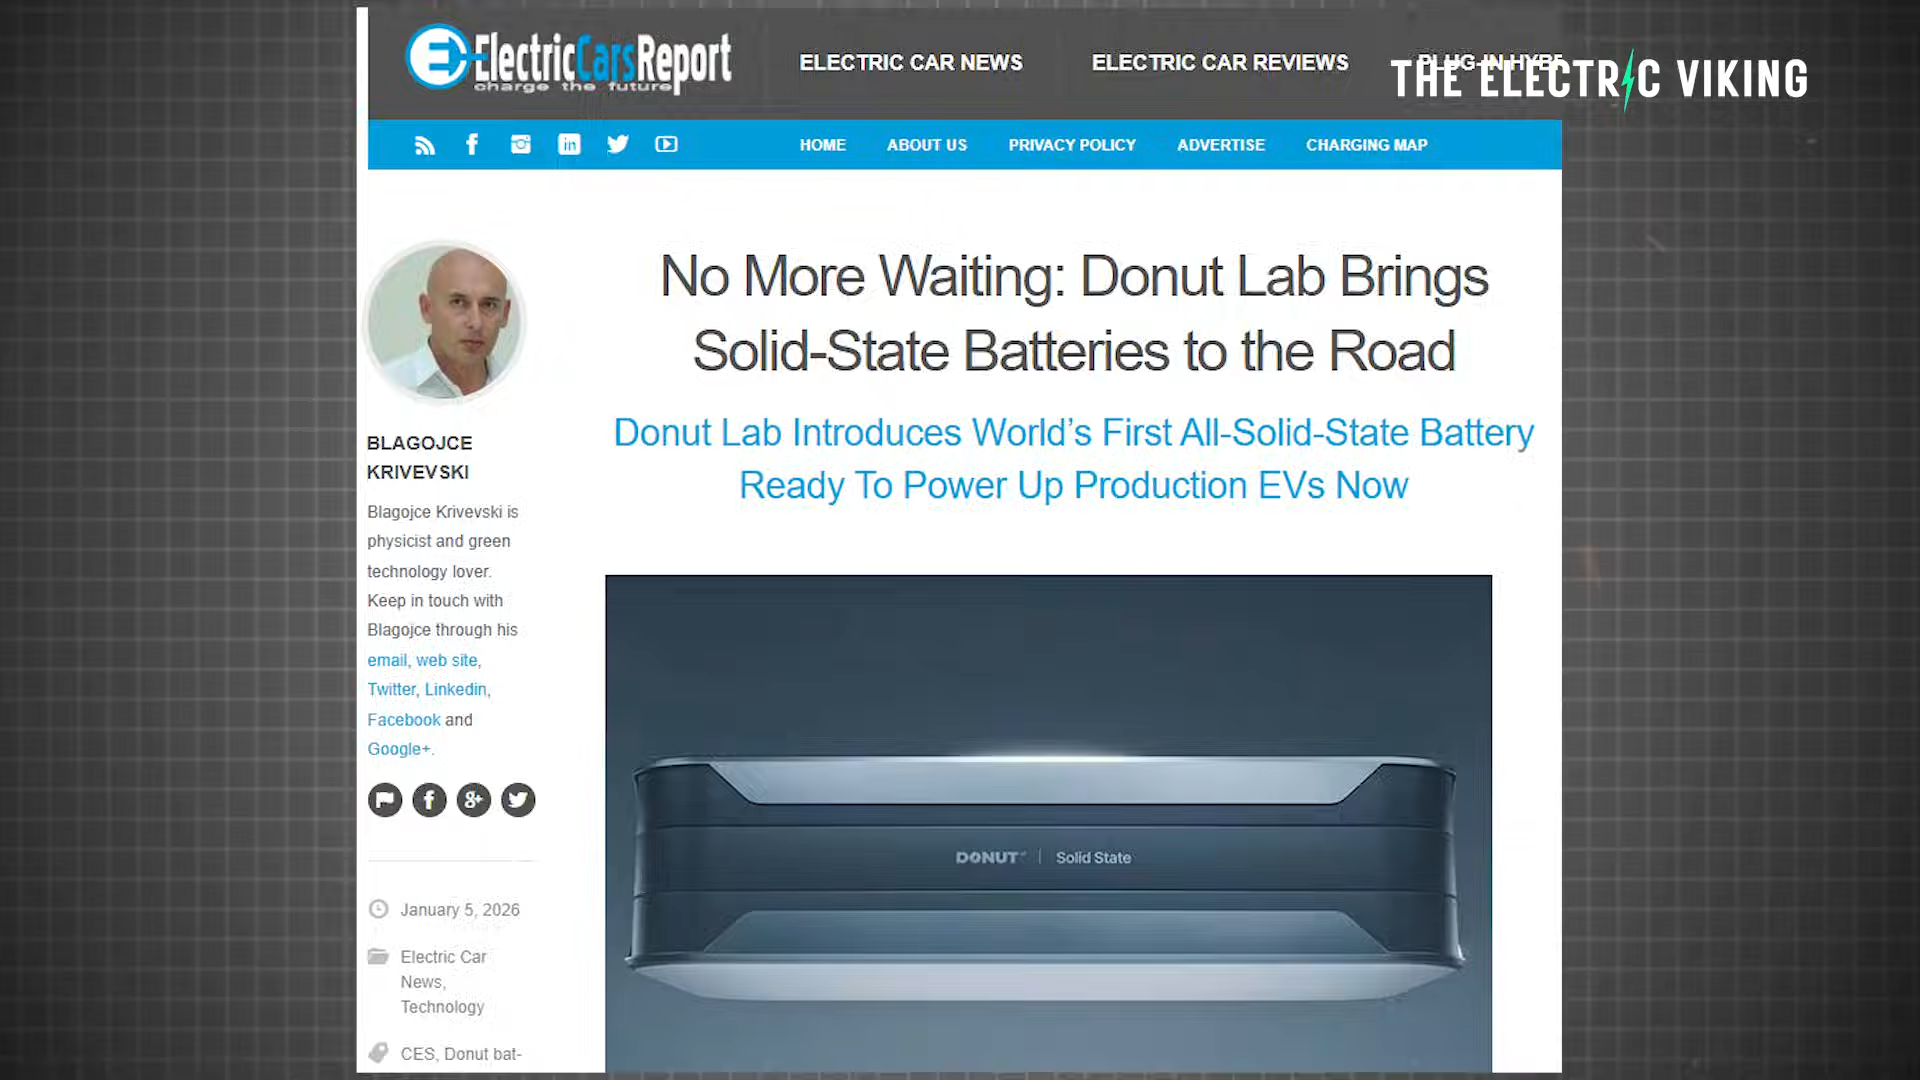 ElectricCarsReport
charge the future
ELECTRIC CAR NEWS
ELECTRIC CAR REVIEWS
PLUG-IN HYBR
THE ELECTRIC VIKING
HOME
ABOUT US
PRIVACY POLICY
ADVERTISE
CHARGING MAP
BLAGOJCE
KRIVEVSKI
Blagojce Krivevski is
physicist and green
technology lover.
Keep in touch with
Blagojce through his
email, web site,
Twitter, Linkedin,
Facebook and
Google+.
January 5, 2026
Electric Car
News,
Technology
CES, Donut bat-
No More Waiting: Donut Lab Brings
Solid-State Batteries to the Road
Donut Lab Introduces World’s First All-Solid-State Battery
Ready To Power Up Production EVs Now
DONUT | Solid State